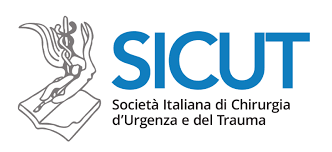 SICUT
Società Italiana di Chirurgia
d'Urgenza e del Trauma